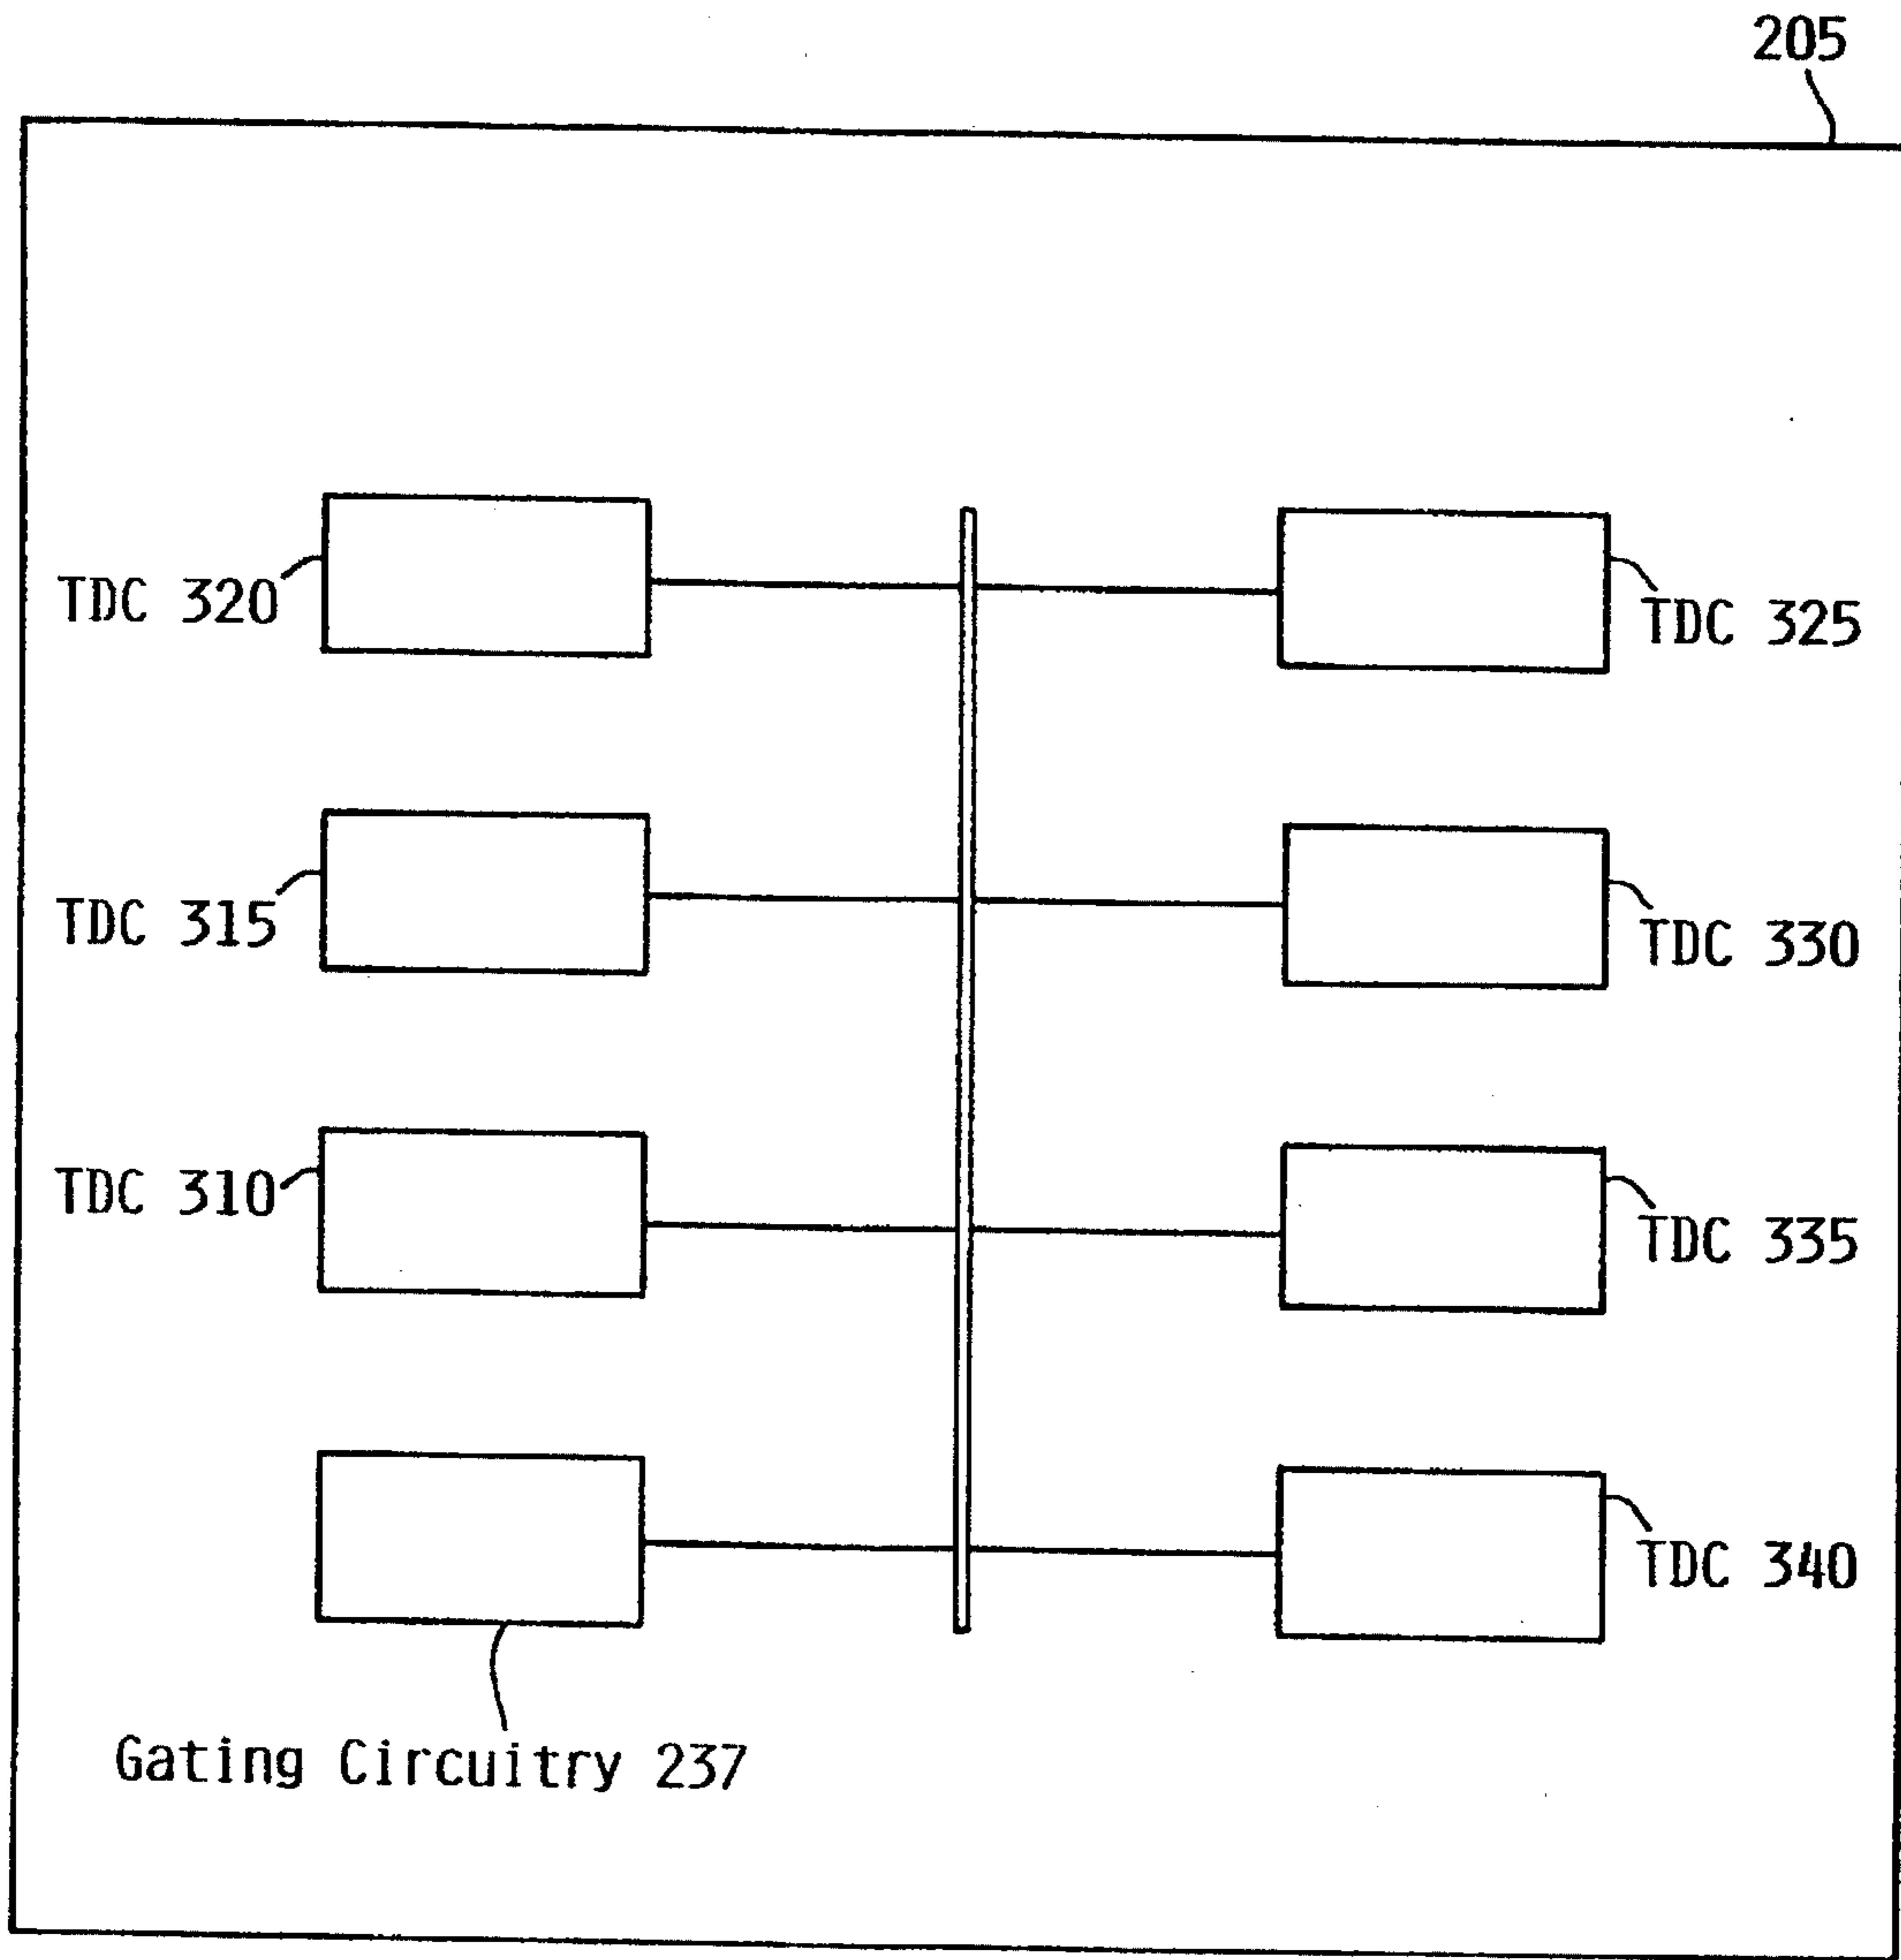 205
TDC 320
TDC 325
TDC 315
TDC 330
TDC 310
TDC 335
TDC 340
Gating Circuitry 237